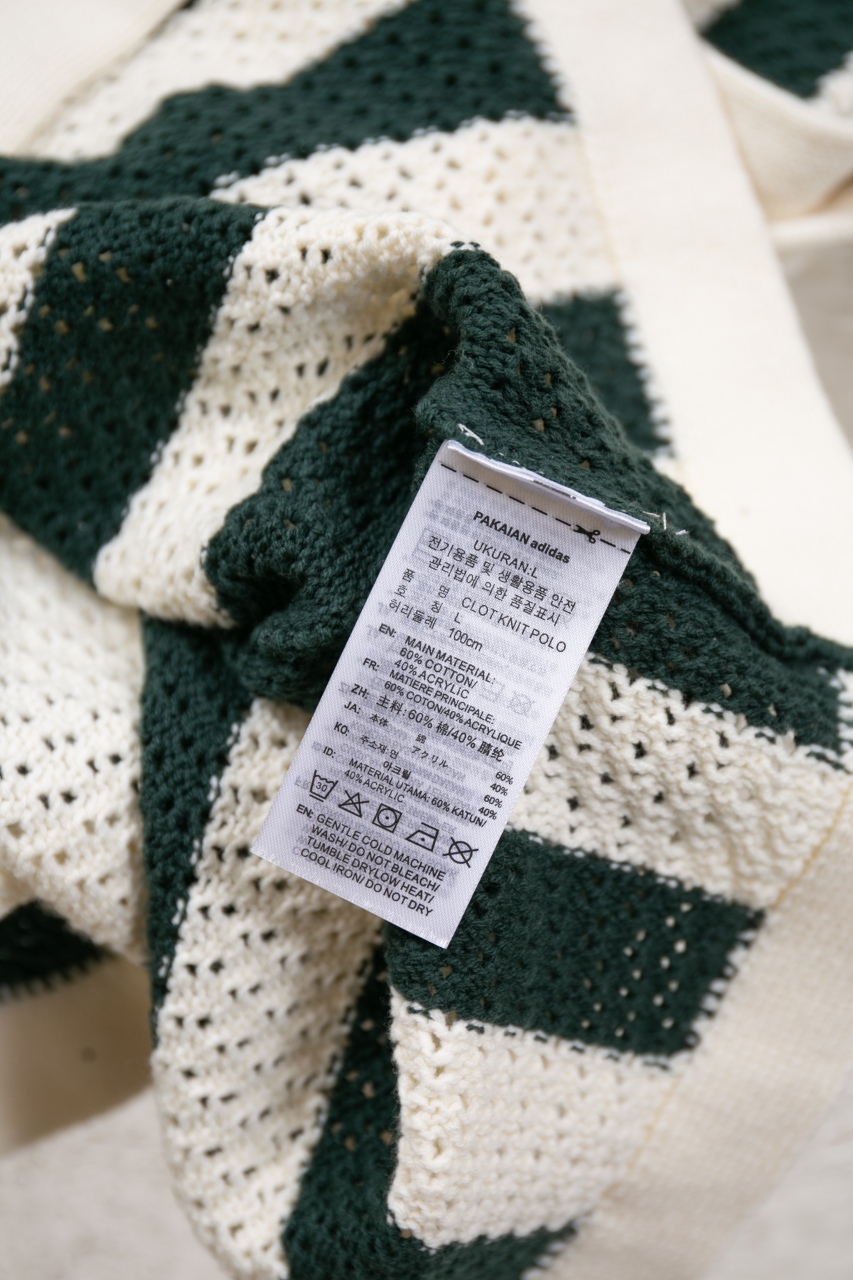 PAKAIAN adidas
UKURAN:L
전기용품 및 생활용품 안전
관리법에 의한 품질표시
품 명 CLOT KNIT POLO
호 칭 L
허리둘레 100cm
EN: MAIN MATERIAL:
60% COTTON/
40% ACRYLIC
FR: MATIERE PRINCIPALE:
60% COTON/40% ACRYLIQUE
ZH: 主料: 60% 棉/40% 腈纶
JA: 本体 綿 60%
アクリル 40%
KO: 주소재 면 60%
아크릴 40%
ID: MATERIAL UTAMA: 60% KATUN/
40% ACRYLIC
30
EN: GENTLE COLD MACHINE
WASH/ DO NOT BLEACH/
TUMBLE DRYLOW HEAT/
COOL IRON/ DO NOT DRY